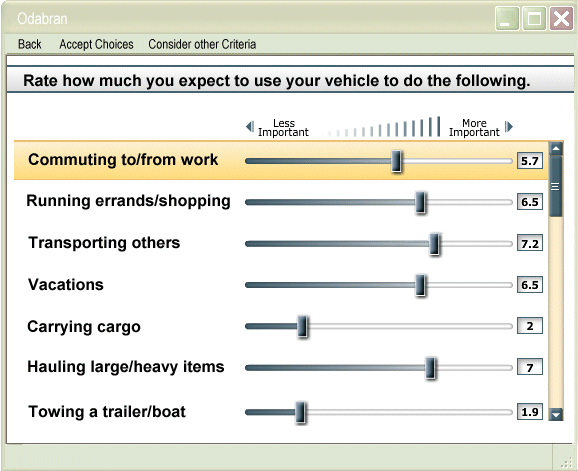 Odabran
Back Accept Choices Consider other Criteria
Rate how much you expect to use your vehicle to do the following.
Less Important More Important
Commuting to/from work 5.7
Running errands/shopping 6.5
Transporting others 7.2
Vacations 6.5
Carrying cargo 2
Hauling large/heavy items 7
Towing a trailer/boat 1.9